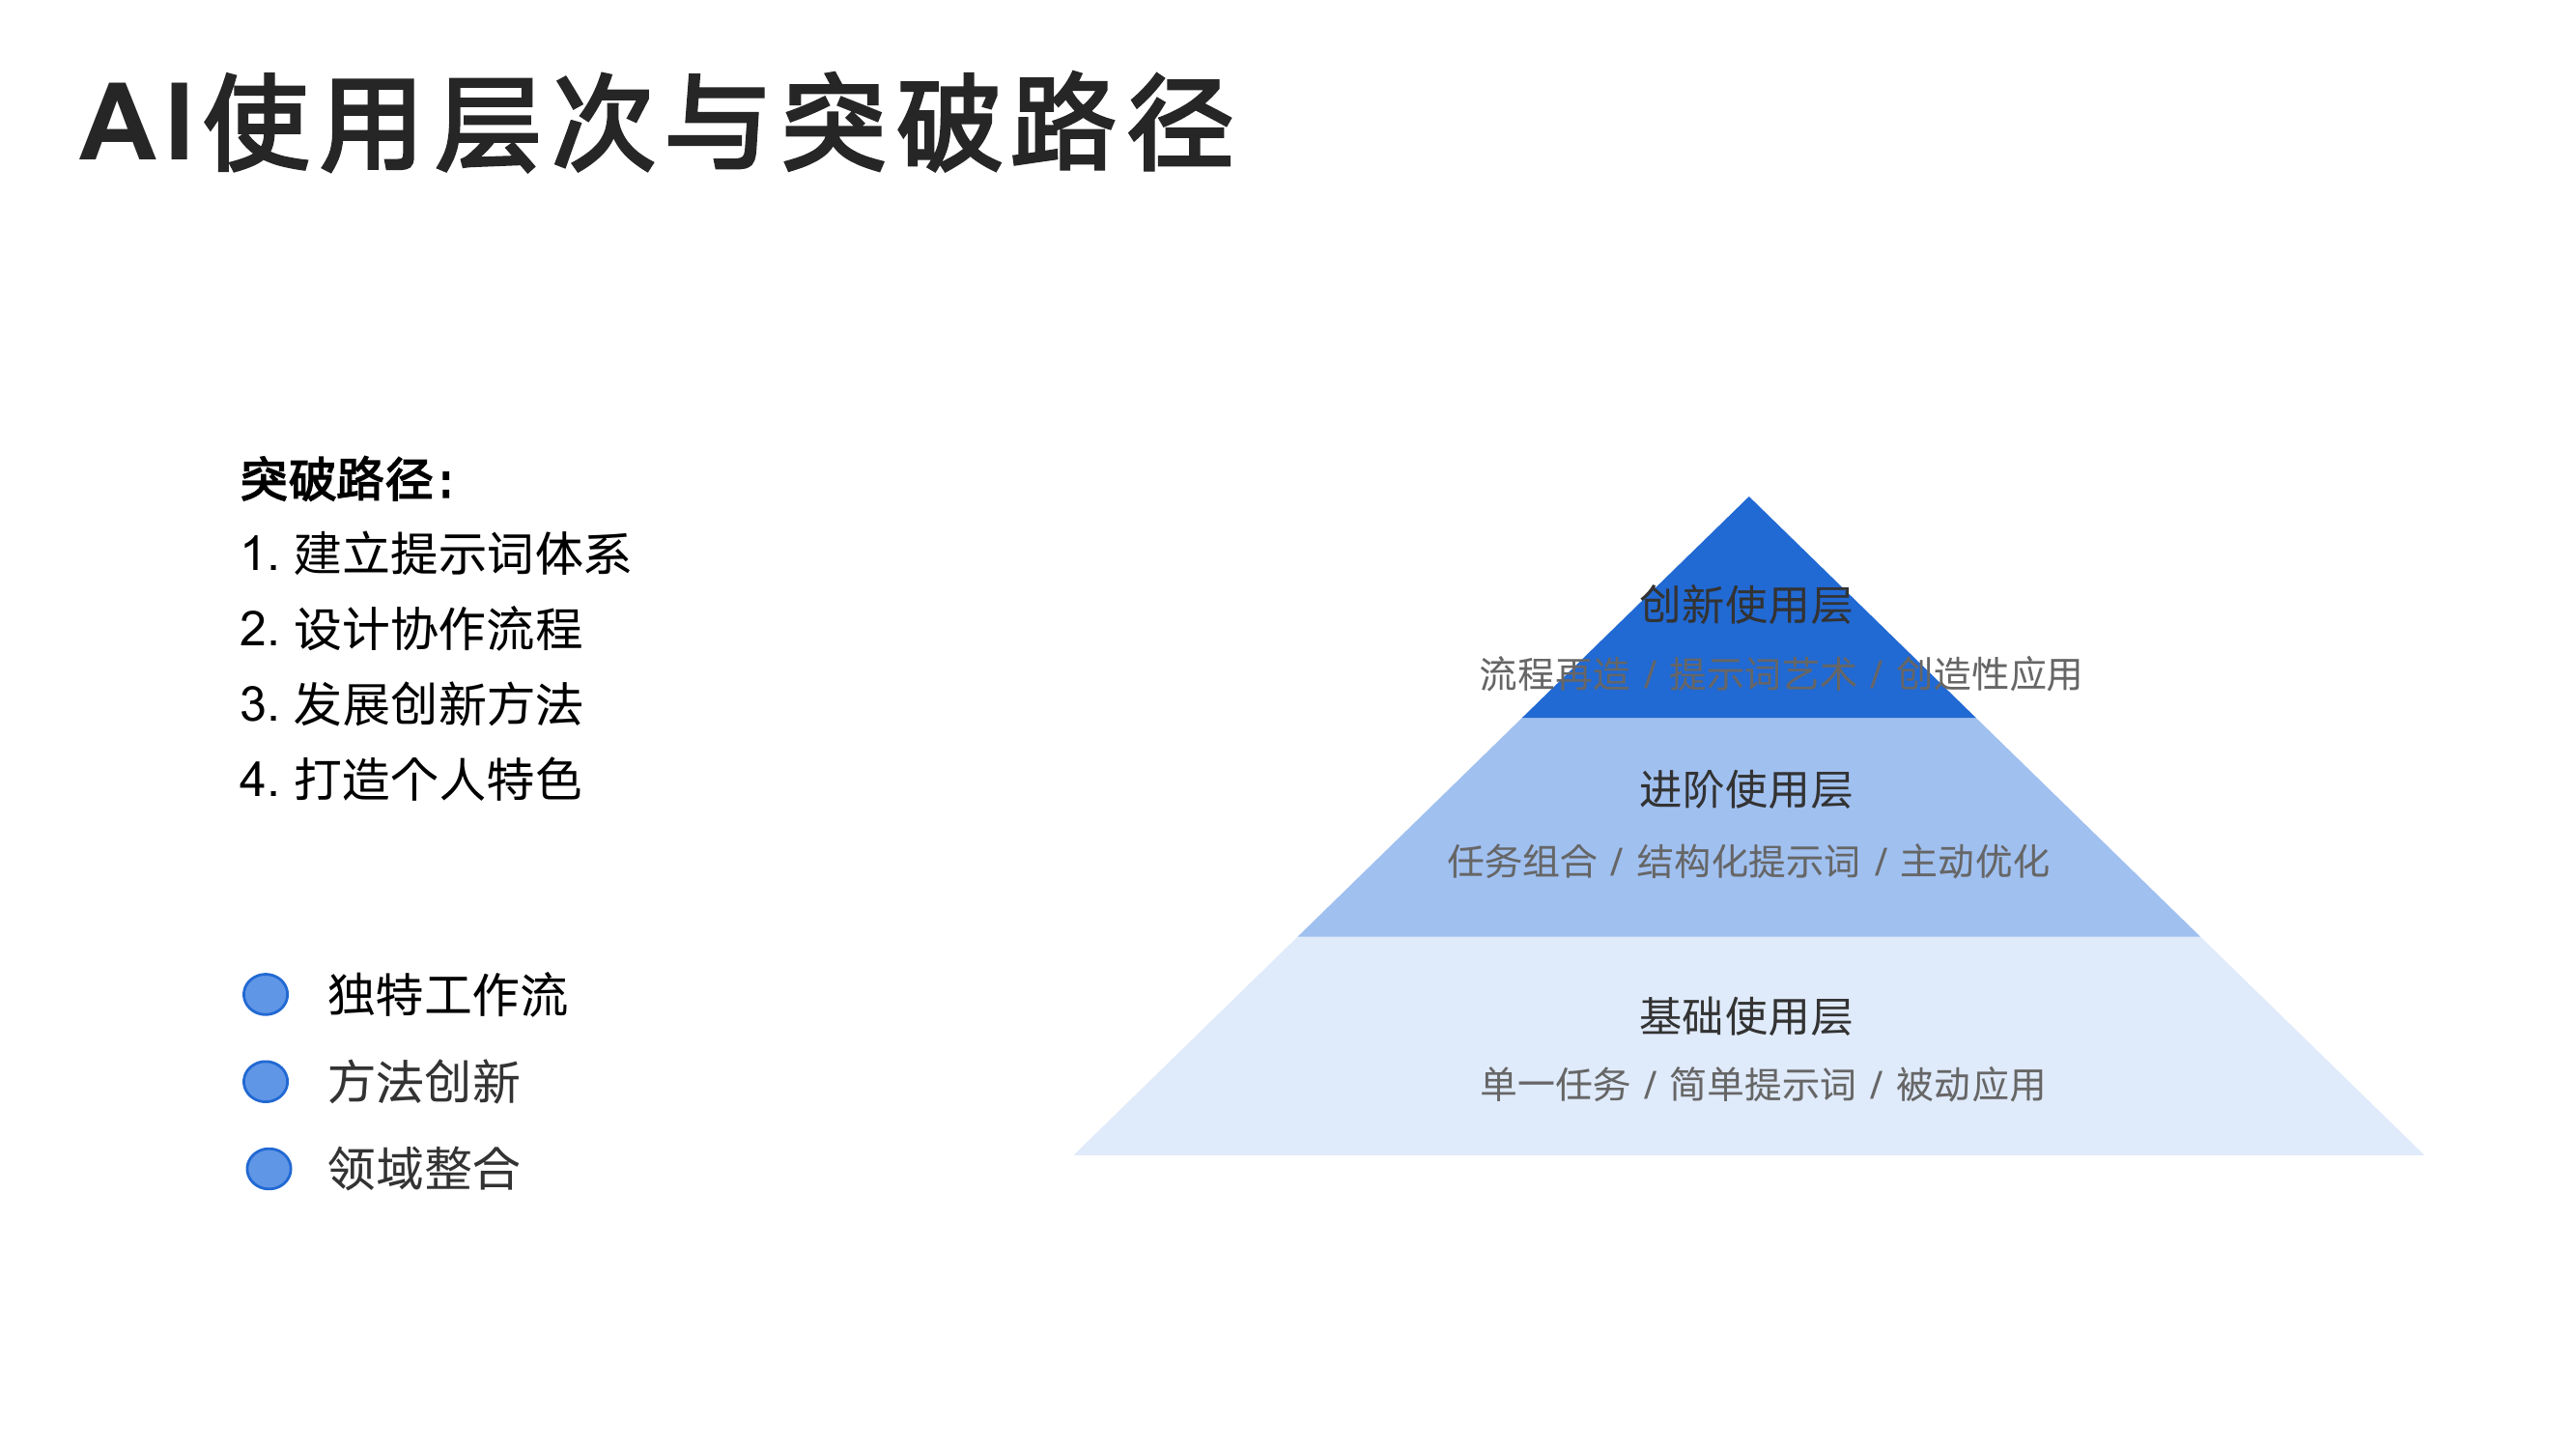 AI使用层次与突破路径
突破路径：
1. 建立提示词体系
2. 设计协作流程
3. 发展创新方法
4. 打造个人特色
独特工作流
方法创新
领域整合
创新使用层
流程再造 / 提示词艺术 / 创造性应用
进阶使用层
任务组合 / 结构化提示词 / 主动优化
基础使用层
单一任务 / 简单提示词 / 被动应用